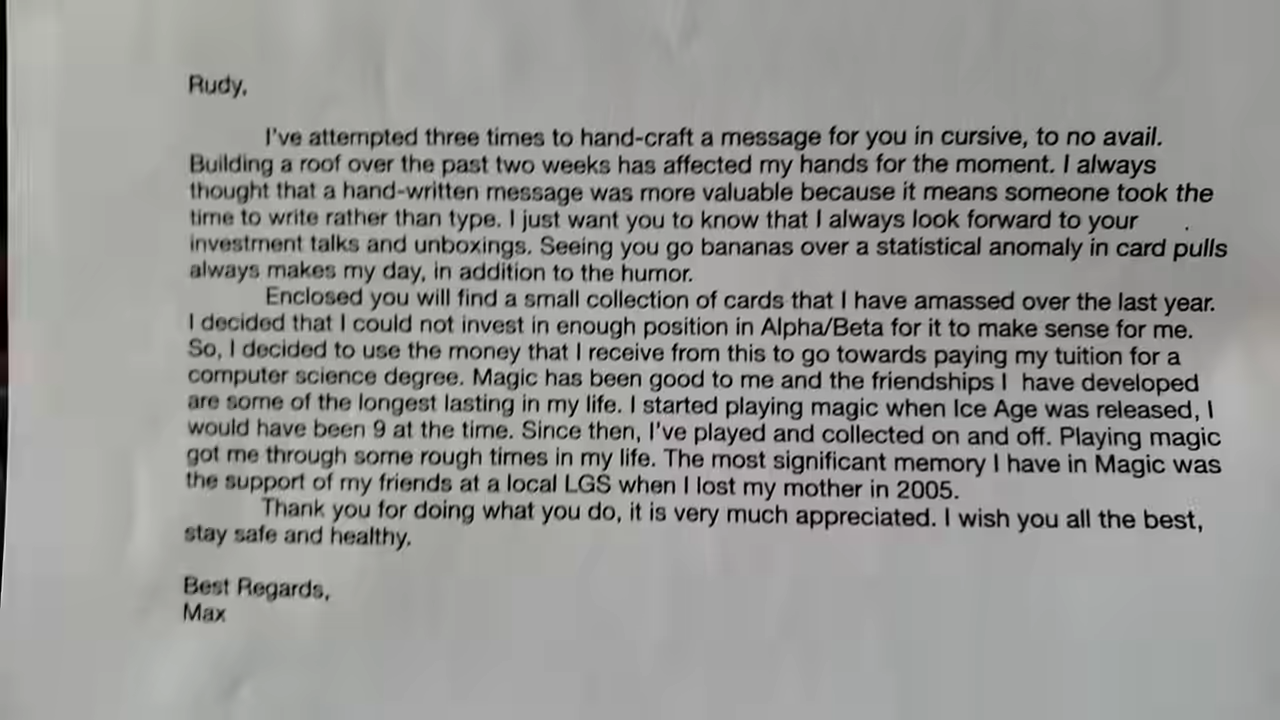 Rudy,
I've attempted three times to hand-craft a message for you in cursive, to no avail.
Building a roof over the past two weeks has affected my hands for the moment. I always
thought that a hand-written message was more valuable because it means someone took the
time to write rather than type. I just want you to know that I always look forward to your
investment talks and unboxings. Seeing you go bananas over a statistical anomaly in card pulls
always makes my day, in addition to the humor.
Enclosed you will find a small collection of cards that I have amassed over the last year.
I decided that I could not invest in enough position in Alpha/Beta for it to make sense for me.
So, I decided to use the money that I receive from this to go towards paying my tuition for a
computer science degree. Magic has been good to me and the friendships I have developed
are some of the longest lasting in my life. I started playing magic when Ice Age was released, I
would have been 9 at the time. Since then, I've played and collected on and off. Playing magic
got me through some rough times in my life. The most significant memory I have in Magic was
the support of my friends at a local LGS when I lost my mother in 2005.
Thank you for doing what you do, it is very much appreciated. I wish you all the best,
stay safe and healthy.
Best Regards,
Max